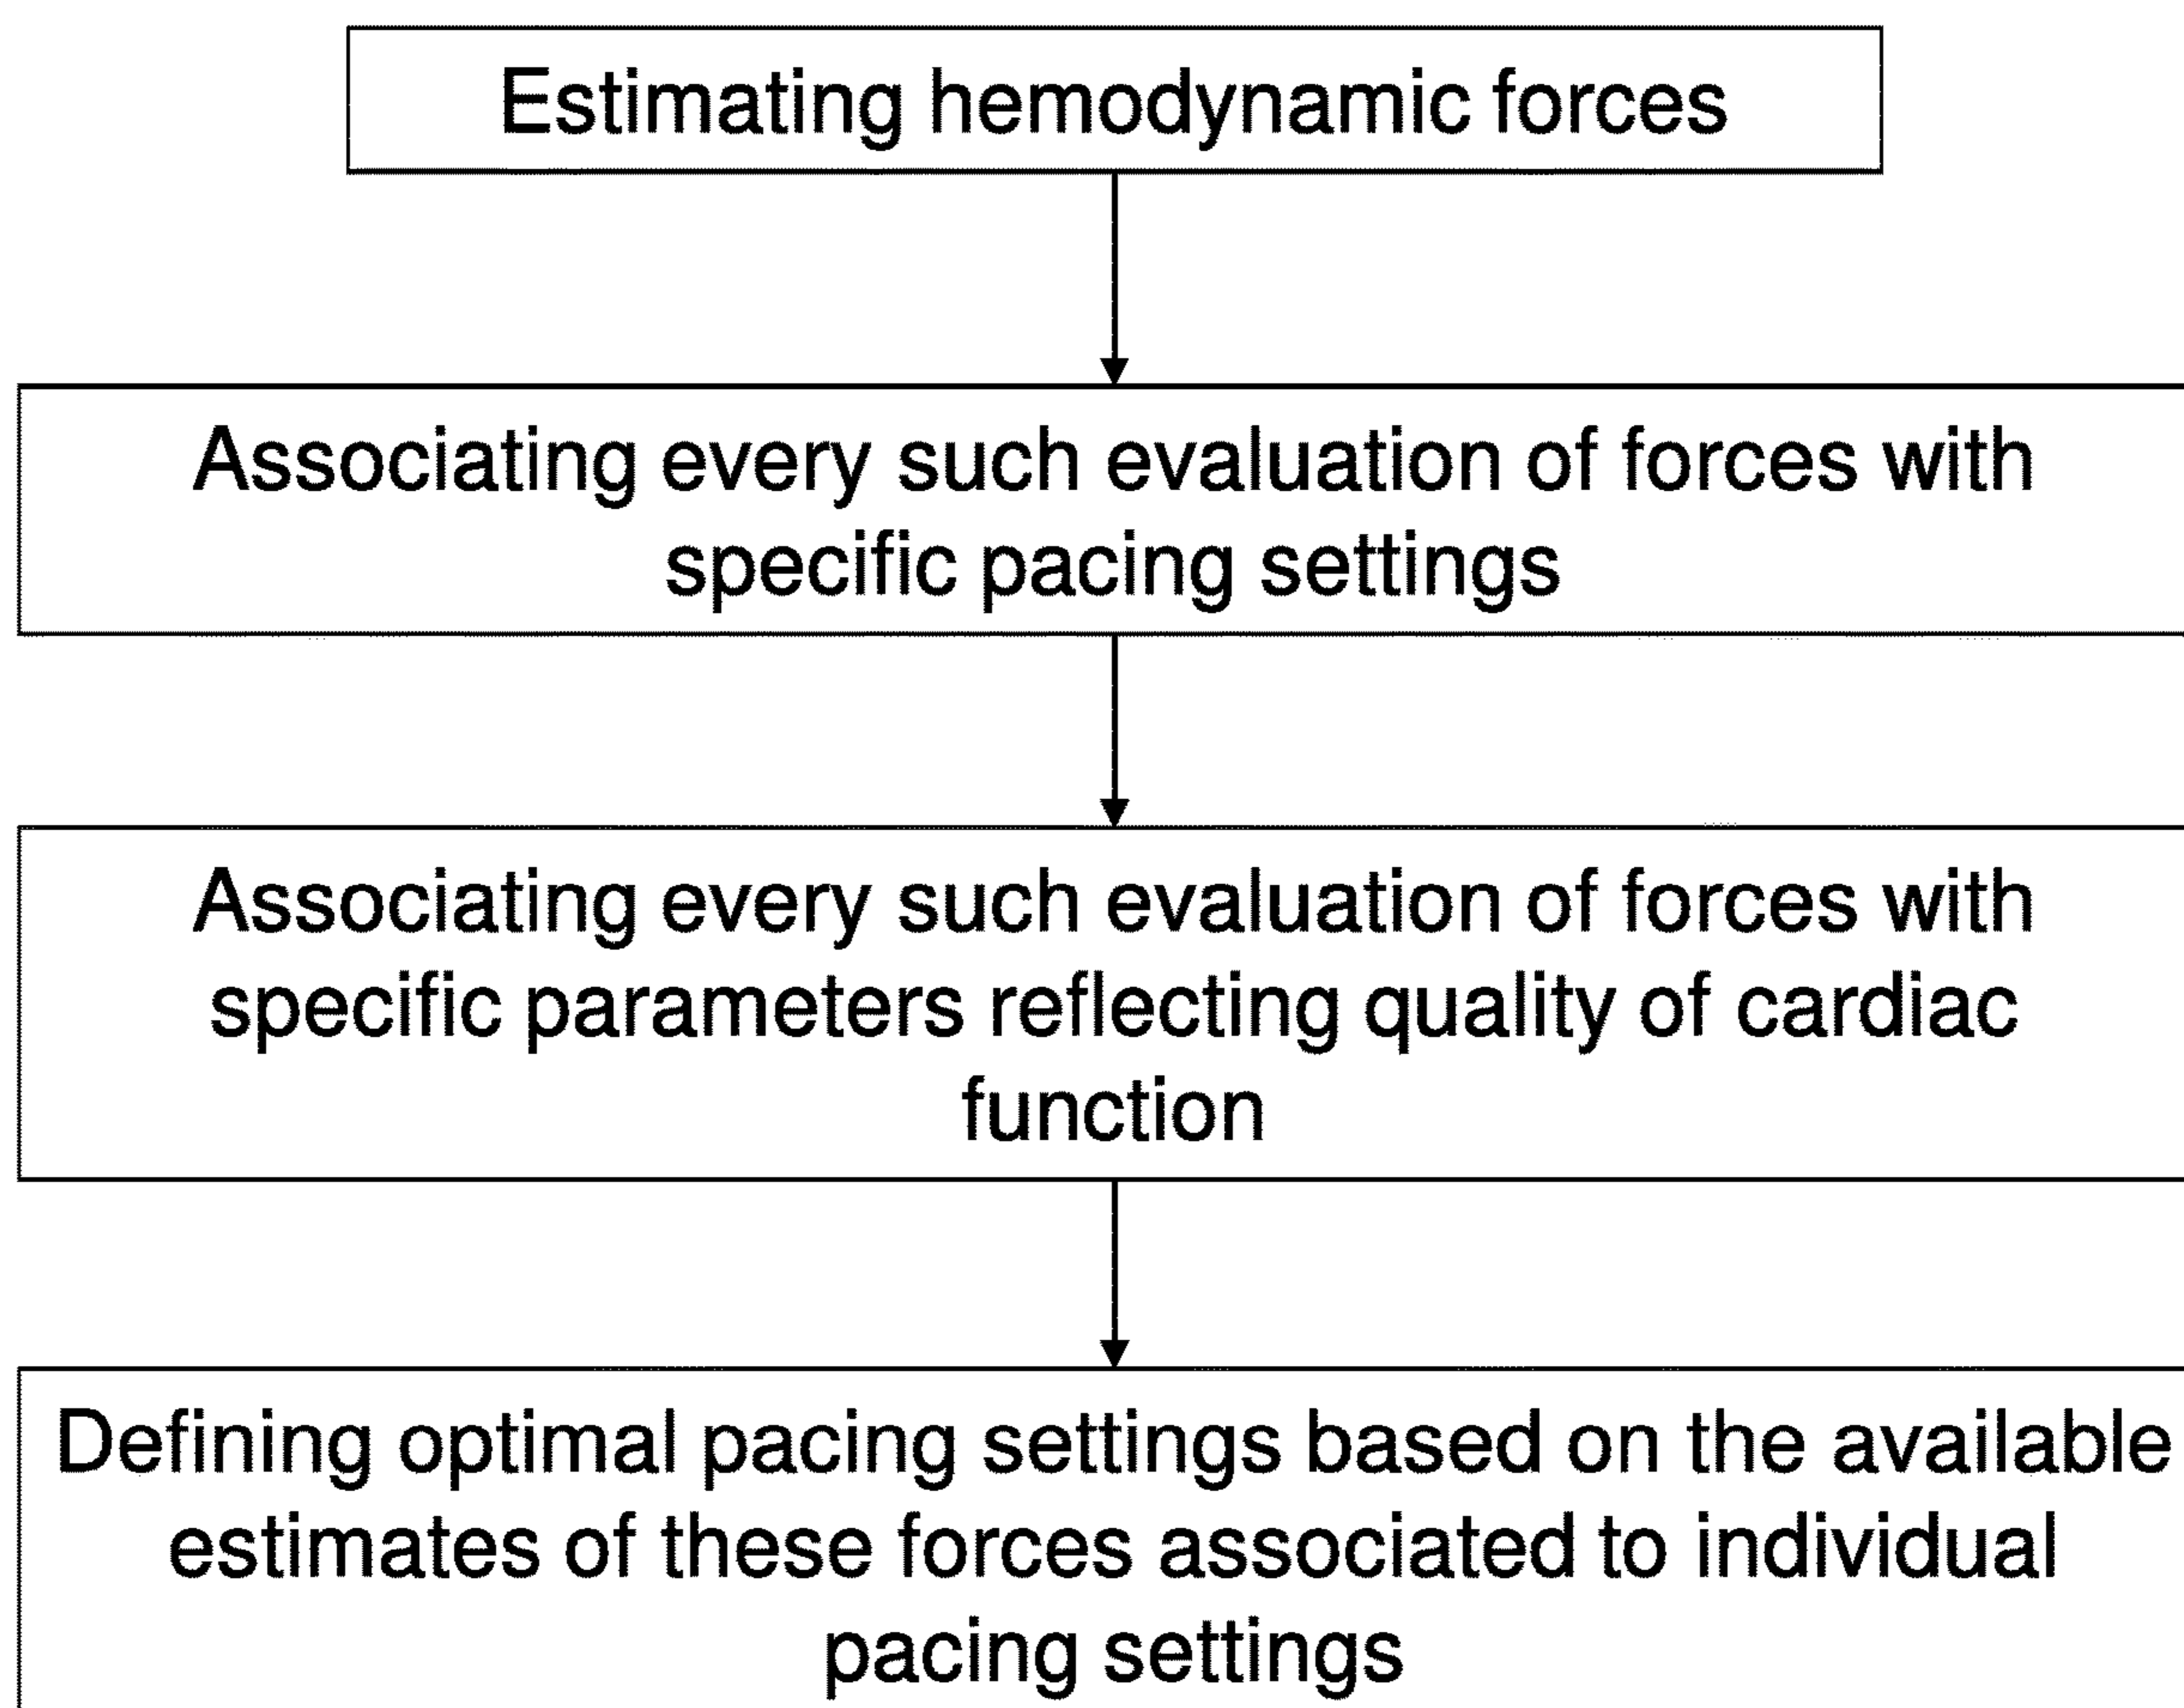 Estimating hemodynamic forces
Associating every such evaluation of forces with
specific pacing settings
Associating every such evaluation of forces with
specific parameters reflecting quality of cardiac
function
Defining optimal pacing settings based on the available
estimates of these forces associated to individual
pacing settings